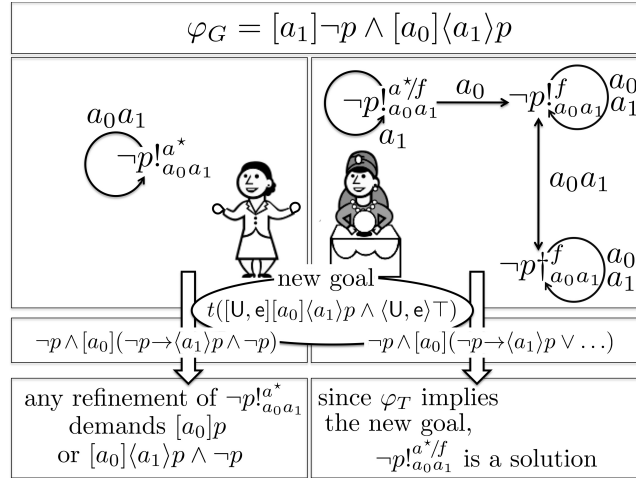 φ_G = [a_1]¬p ∧ [a_0]⟨a_1⟩p
a_0a_1
¬p!^{a⋆}_{a_0a_1}
¬p!^{a⋆/f}_{a_0a_1}
a_1
a_0
¬p!^{f}_{a_0a_1}
a_0
a_1
a_0a_1
¬p†^{f}_{a_0a_1}
a_0
a_1
new goal
t([U, e][a_0]⟨a_1⟩p ∧ ⟨U, e⟩⊤)
¬p ∧ [a_0](¬p→⟨a_1⟩p ∧ ¬p)
¬p ∧ [a_0](¬p→⟨a_1⟩p ∨ …)
any refinement of ¬p!^{a⋆}_{a_0a_1}
demands [a_0]p
or [a_0]⟨a_1⟩p ∧ ¬p
since φ_T implies
the new goal,
¬p!^{a⋆/f}_{a_0a_1} is a solution